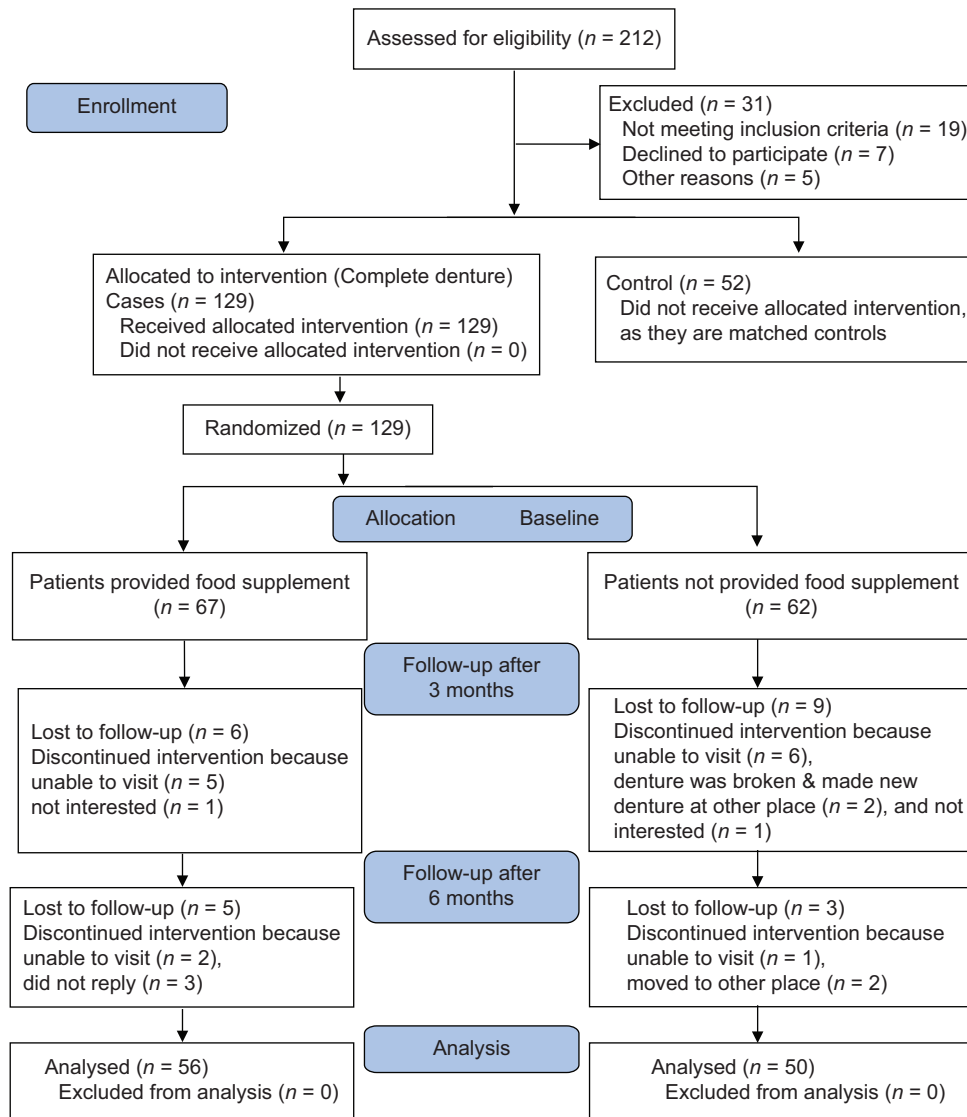 Assessed for eligibility (n = 212)
Enrollment
Excluded (n = 31)
Not meeting inclusion criteria (n = 19)
Declined to participate (n = 7)
Other reasons (n = 5)
Allocated to intervention (Complete denture)
Cases (n = 129)
Received allocated intervention (n = 129)
Did not receive allocated intervention (n = 0)
Control (n = 52)
Did not receive allocated intervention,
as they are matched controls
Randomized (n = 129)
Allocation Baseline
Patients provided food supplement
(n = 67)
Patients not provided food supplement
(n = 62)
Follow-up after
3 months
Lost to follow-up (n = 6)
Discontinued intervention because
unable to visit (n = 5)
not interested (n = 1)
Lost to follow-up (n = 9)
Discontinued intervention because
unable to visit (n = 6),
denture was broken & made new
denture at other place (n = 2), and not
interested (n = 1)
Follow-up after
6 months
Lost to follow-up (n = 5)
Discontinued intervention because
unable to visit (n = 2),
did not reply (n = 3)
Lost to follow-up (n = 3)
Discontinued intervention because
unable to visit (n = 1),
moved to other place (n = 2)
Analysis
Analysed (n = 56)
Excluded from analysis (n = 0)
Analysed (n = 50)
Excluded from analysis (n = 0)